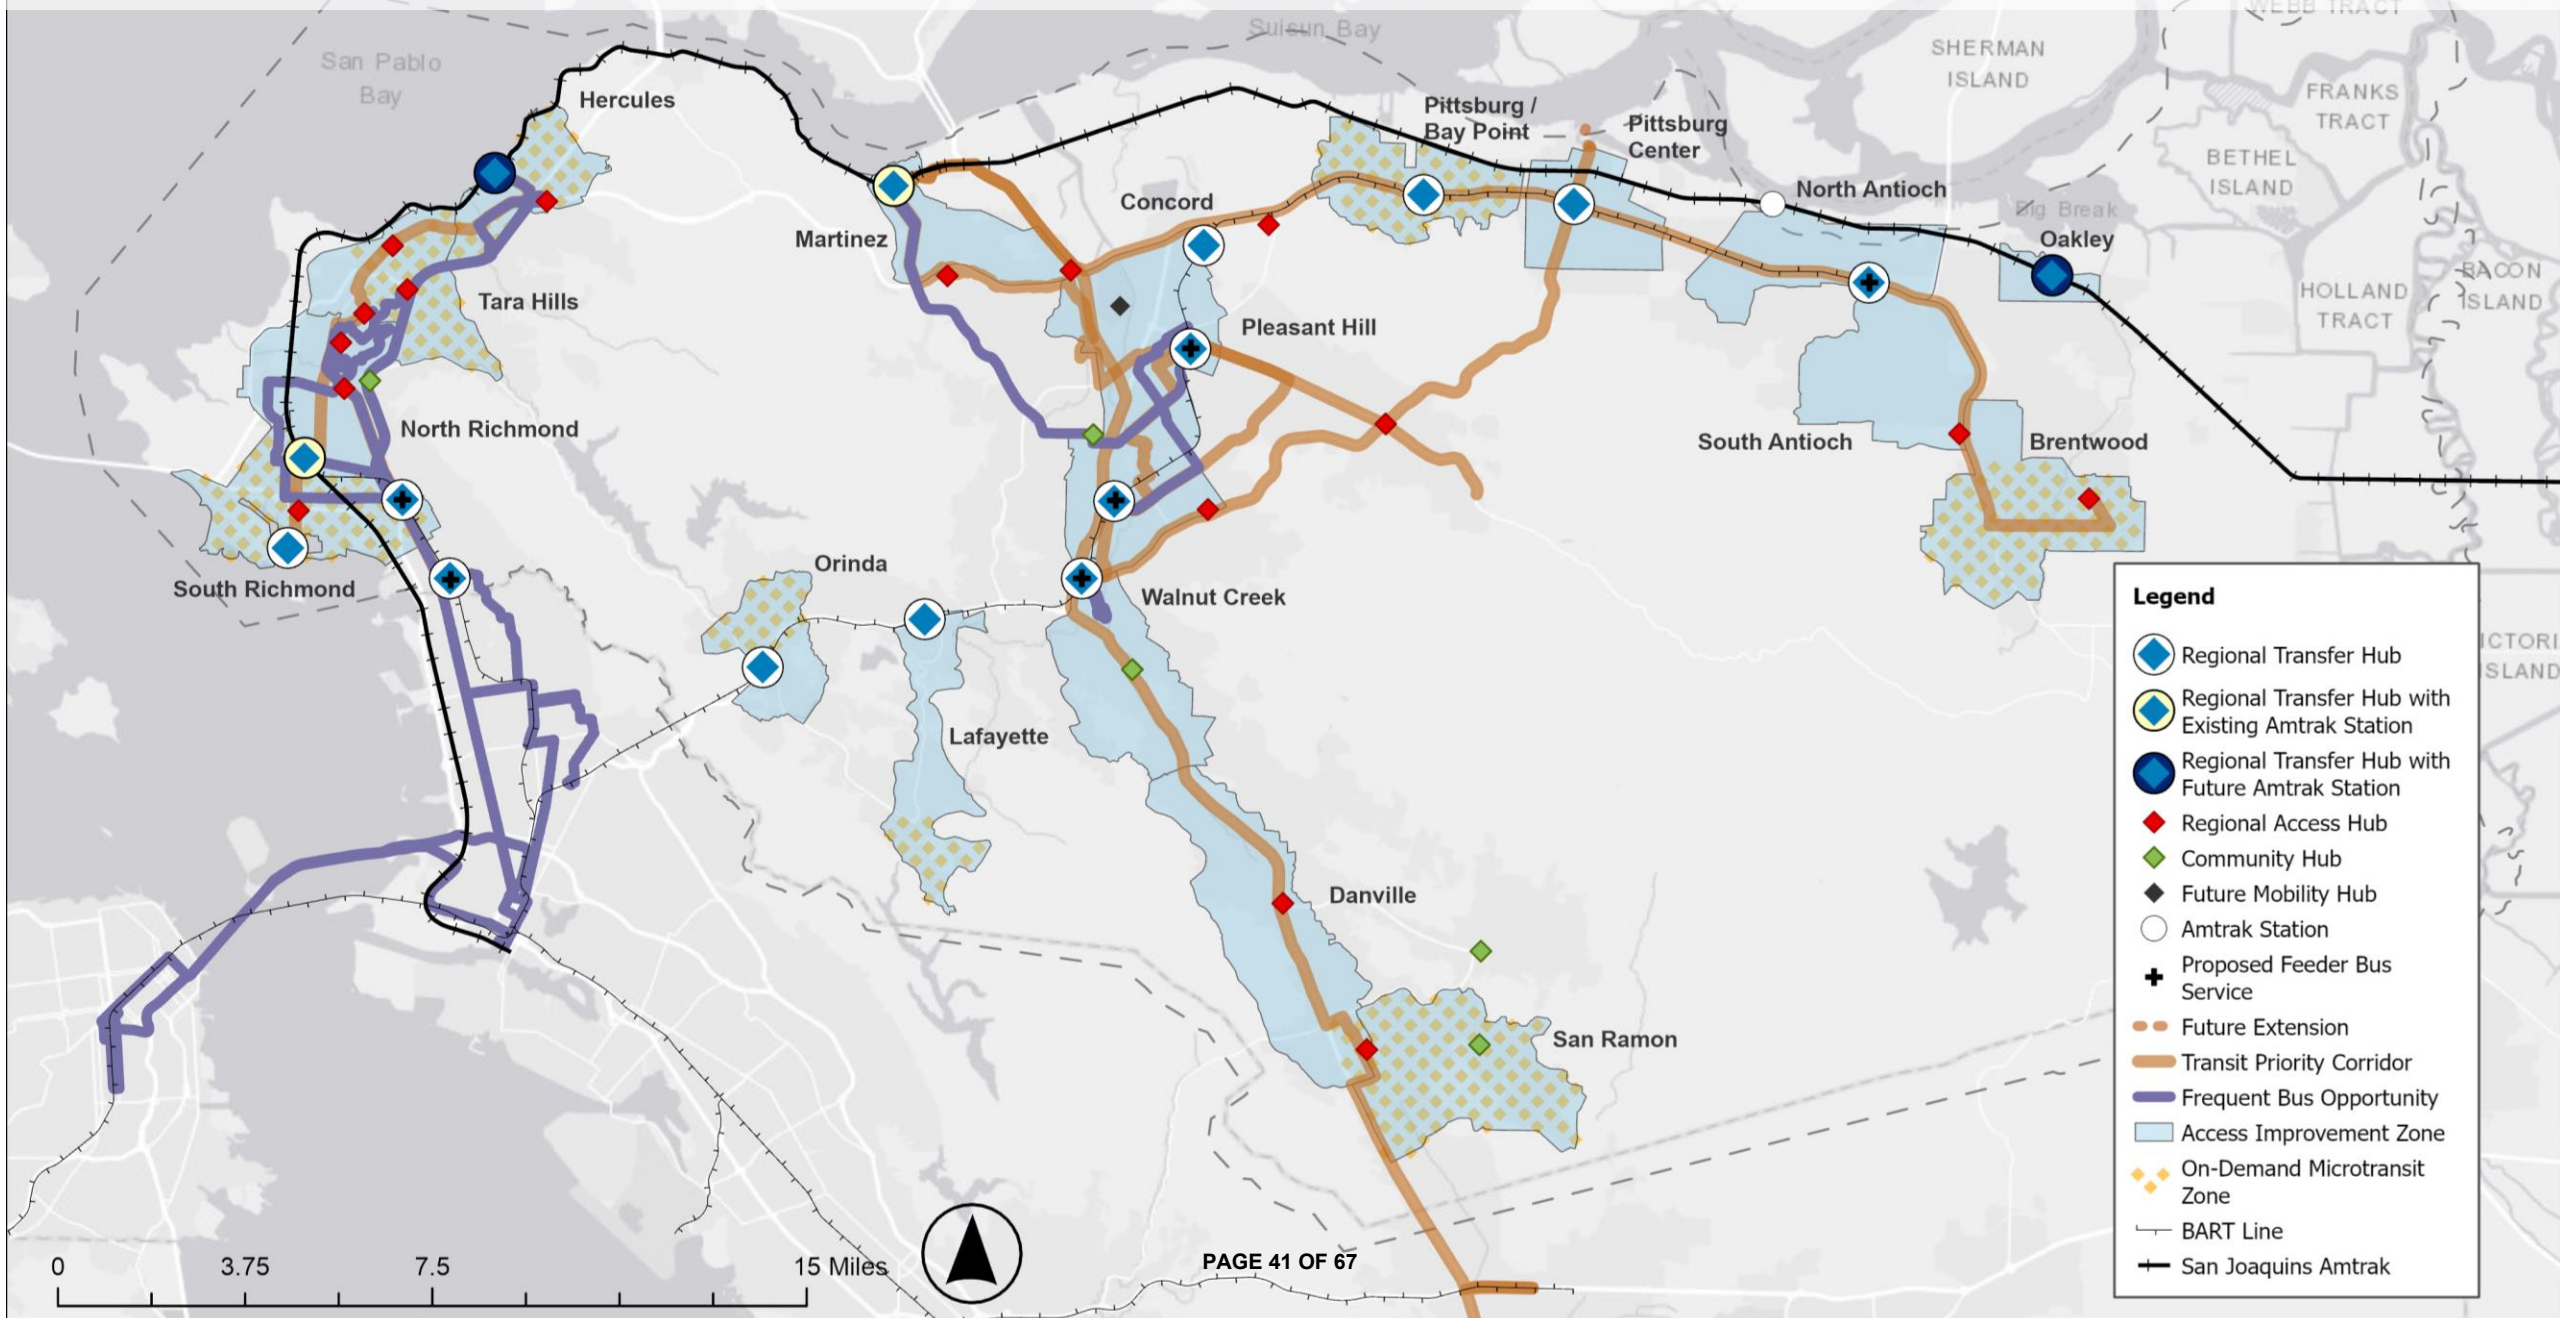 WEBB TRACT
Suisun Bay
SHERMAN
ISLAND
San Pablo
Bay
Hercules
FRANKS
TRACT
Pittsburg /
Bay Point
Pittsburg
Center
BETHEL
ISLAND
North Antioch
Concord
Big Break
Oakley
Martinez
BACON
ISLAND
HOLLAND
TRACT
Tara Hills
Pleasant Hill
North Richmond
South Antioch
Brentwood
Orinda
South Richmond
Walnut Creek
Lafayette
Danville
San Ramon
Legend
Regional Transfer Hub
Regional Transfer Hub with
Existing Amtrak Station
Regional Transfer Hub with
Future Amtrak Station
Regional Access Hub
Community Hub
Future Mobility Hub
Amtrak Station
Proposed Feeder Bus
Service
Future Extension
Transit Priority Corridor
Frequent Bus Opportunity
Access Improvement Zone
On-Demand Microtransit
Zone
BART Line
San Joaquins Amtrak
ICTORI
SLAND
0 3.75 7.5 15 Miles
PAGE 41 OF 67